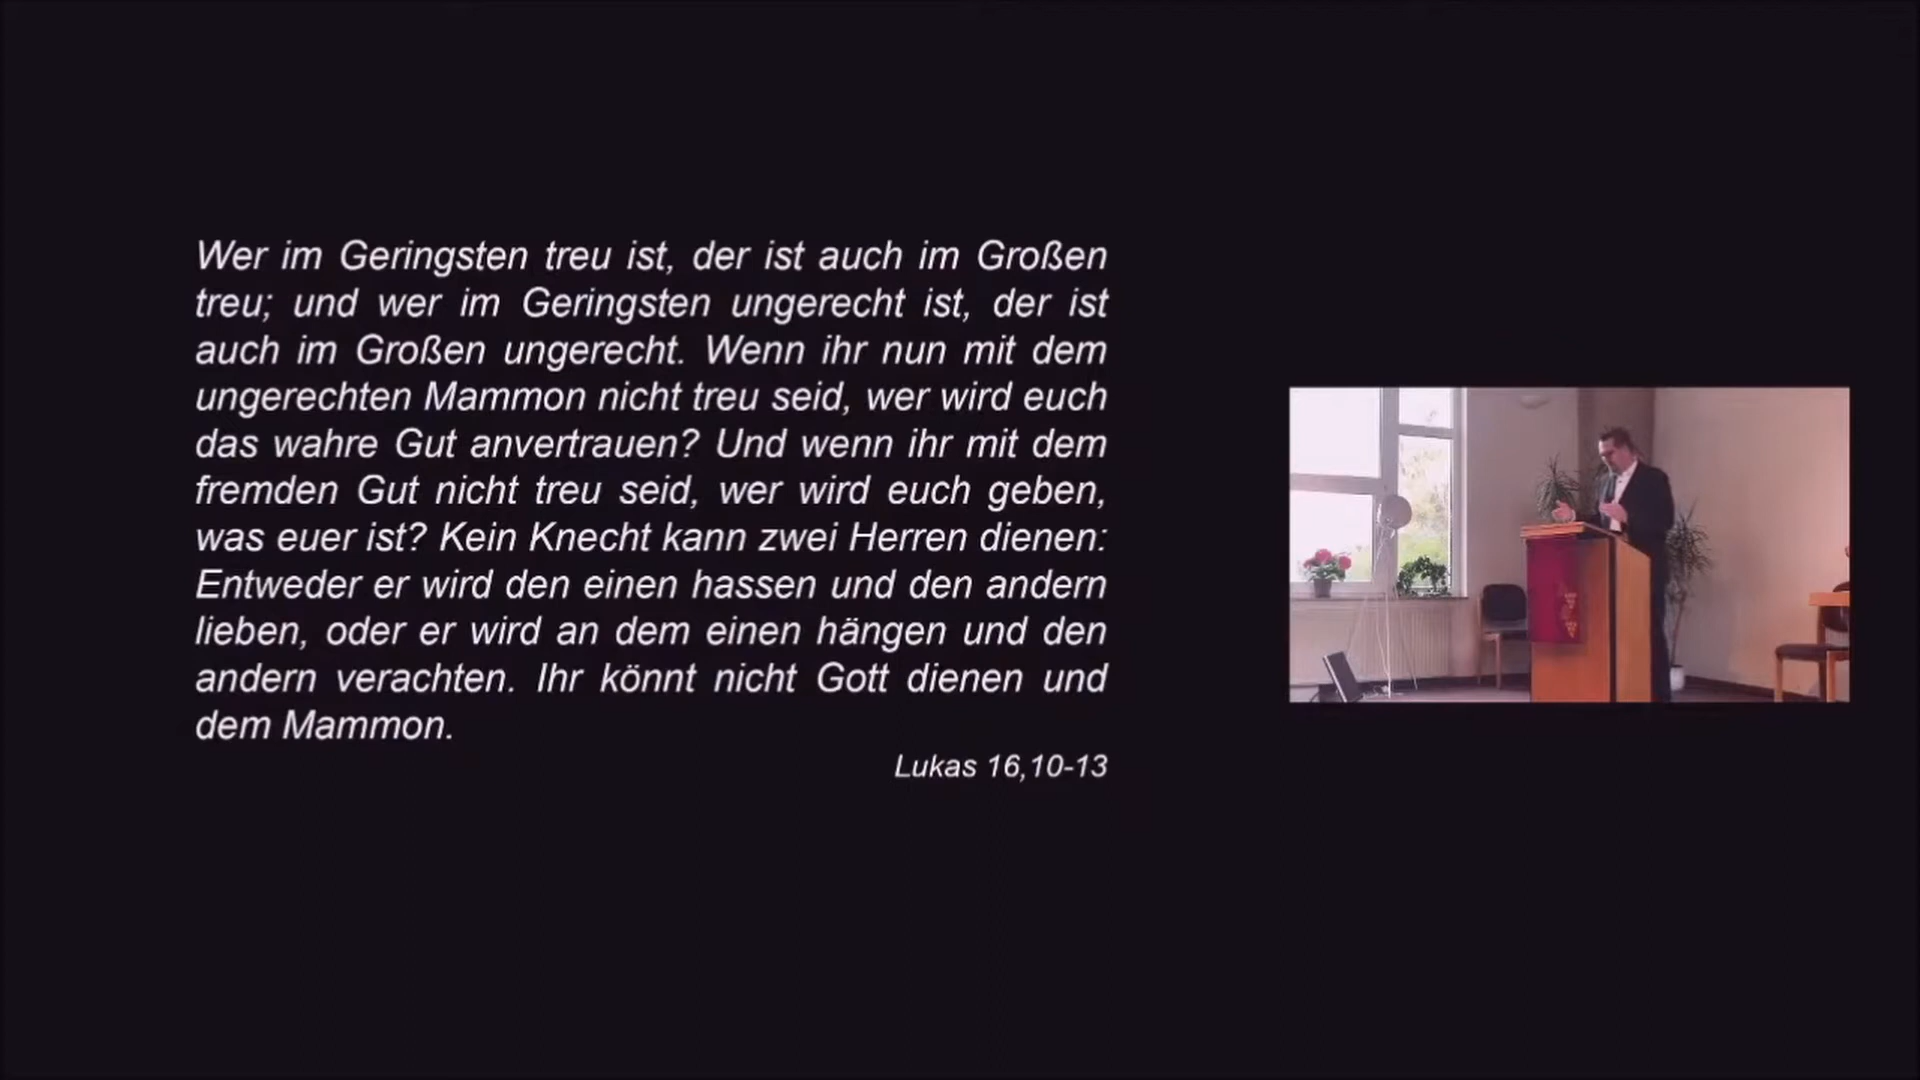 Wer im Geringsten treu ist, der ist auch im Großen
treu; und wer im Geringsten ungerecht ist, der ist
auch im Großen ungerecht. Wenn ihr nun mit dem
ungerechten Mammon nicht treu seid, wer wird euch
das wahre Gut anvertrauen? Und wenn ihr mit dem
fremden Gut nicht treu seid, wer wird euch geben,
was euer ist? Kein Knecht kann zwei Herren dienen:
Entweder er wird den einen hassen und den andern
lieben, oder er wird an dem einen hängen und den
andern verachten. Ihr könnt nicht Gott dienen und
dem Mammon.
Lukas 16,10-13